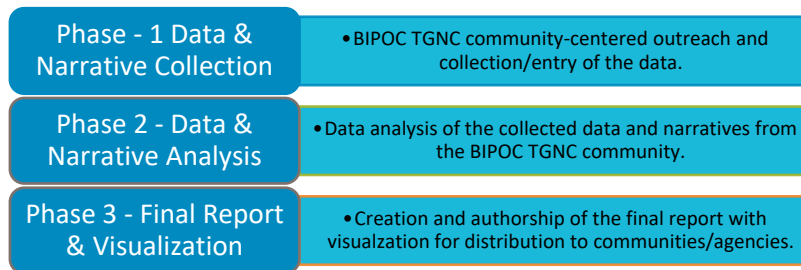 Phase - 1 Data &
Narrative Collection
•BIPOC TGNC community-centered outreach and
collection/entry of the data.
Phase 2 - Data &
Narrative Analysis
•Data analysis of the collected data and narratives from
the BIPOC TGNC community.
Phase 3 - Final Report
& Visualization
•Creation and authorship of the final report with
visualzation for distribution to communities/agencies.